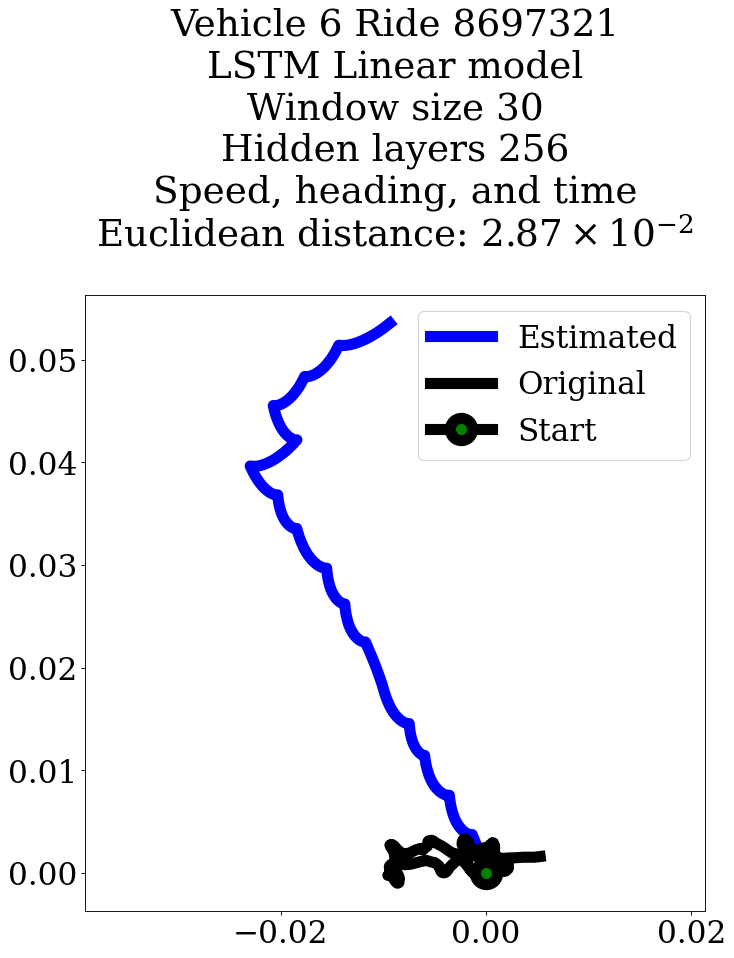 Vehicle 6 Ride 8697321
LSTM Linear model
Window size 30
Hidden layers 256
Speed, heading, and time
Euclidean distance: 2.87 × 10⁻²
Estimated
Original
Start
0.05
0.04
0.03
0.02
0.01
0.00
−0.02
0.00
0.02